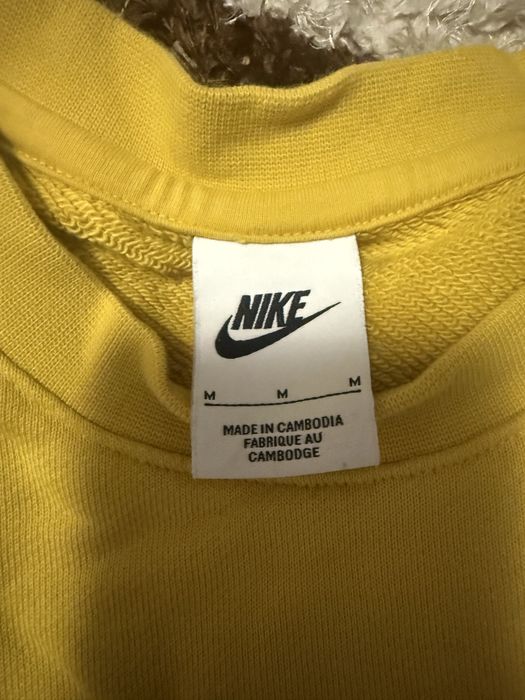 NIKE
M M M
MADE IN CAMBODIA
FABRIQUE AU
CAMBODGE